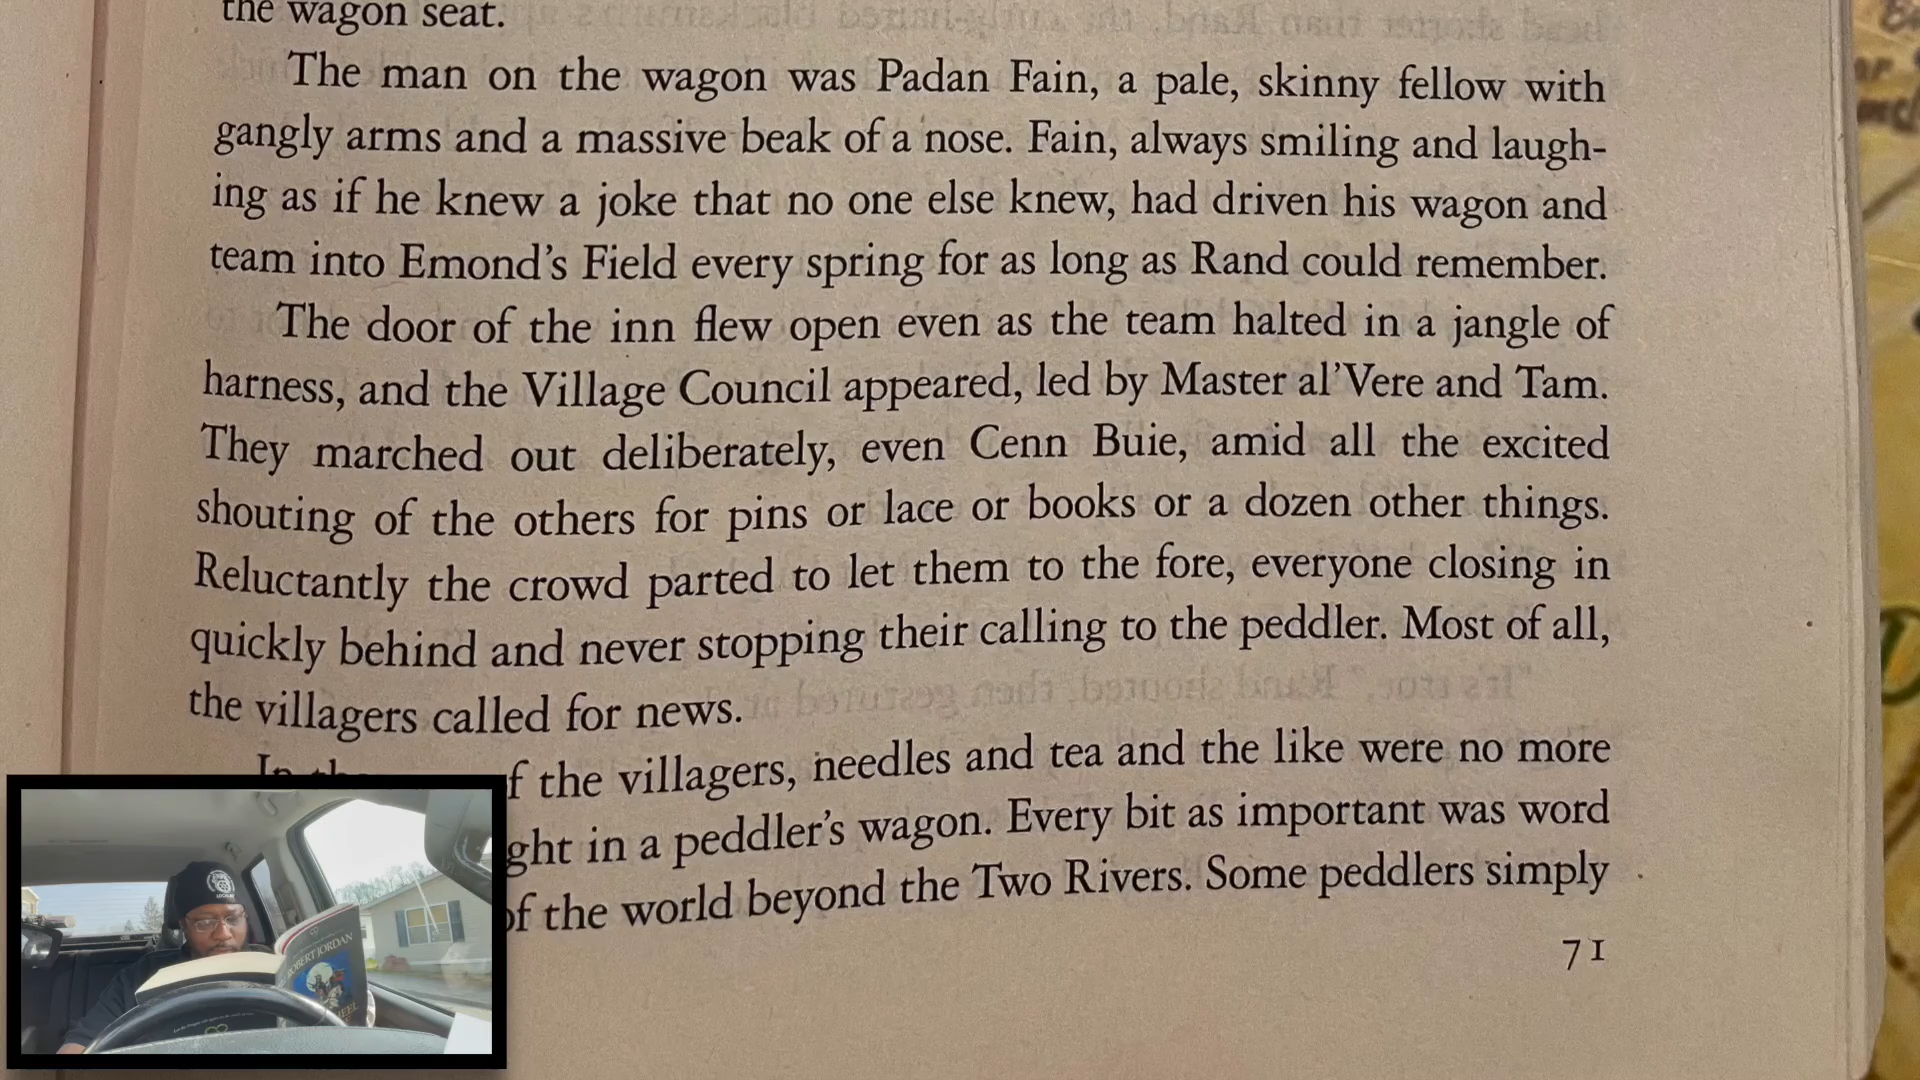 the wagon seat.
The man on the wagon was Padan Fain, a pale, skinny fellow with
gangly arms and a massive beak of a nose. Fain, always smiling and laugh-
ing as if he knew a joke that no one else knew, had driven his wagon and
team into Emond's Field every spring for as long as Rand could remember.
The door of the inn flew open even as the team halted in a jangle of
harness, and the Village Council appeared, led by Master al'Vere and Tam.
They marched out deliberately, even Cenn Buie, amid all the excited
shouting of the others for pins or lace or books or a dozen other things.
Reluctantly the crowd parted to let them to the fore, everyone closing in
quickly behind and never stopping their calling to the peddler. Most of all,
the villagers called for news.
In f the villagers, needles and tea and the like were no more
ght in a peddler's wagon. Every bit as important was word
of the world beyond the Two Rivers. Some peddlers simply
71
ROBERT JORDAN